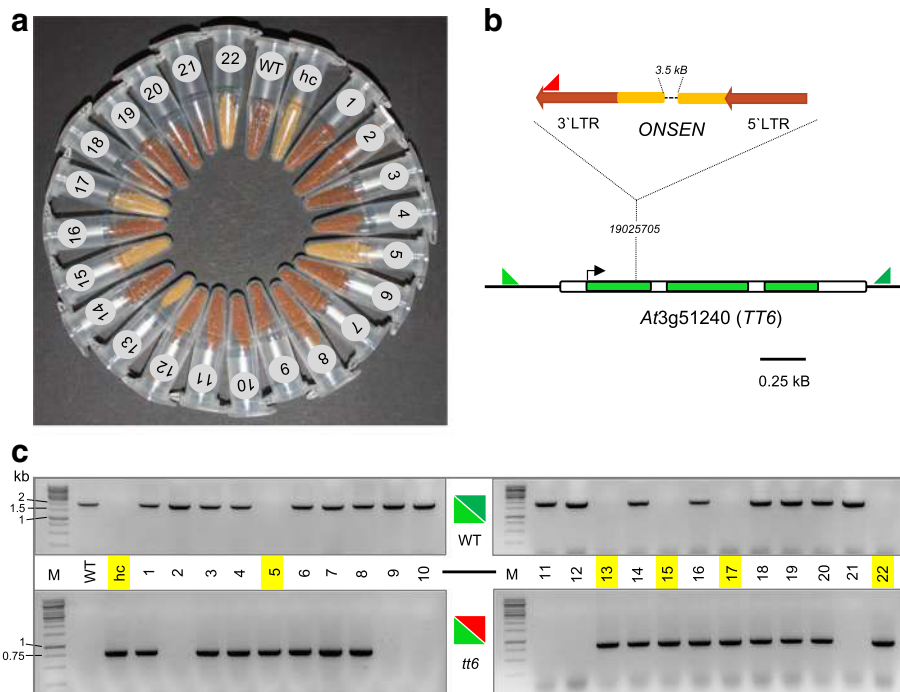 a
22
WT
hc
1
2
3
4
5
6
7
8
9
10
11
12
13
14
15
16
17
18
19
20
21
b
3.5 kB
3`LTR
ONSEN
5`LTR
19025705
At3g51240 (TT6)
0.25 kB
c
kb
2
1.5
1
WT
M WT hc 1 2 3 4 5 6 7 8 9 10
M 11 12 13 14 15 16 17 18 19 20 21 22
1
0.75
tt6